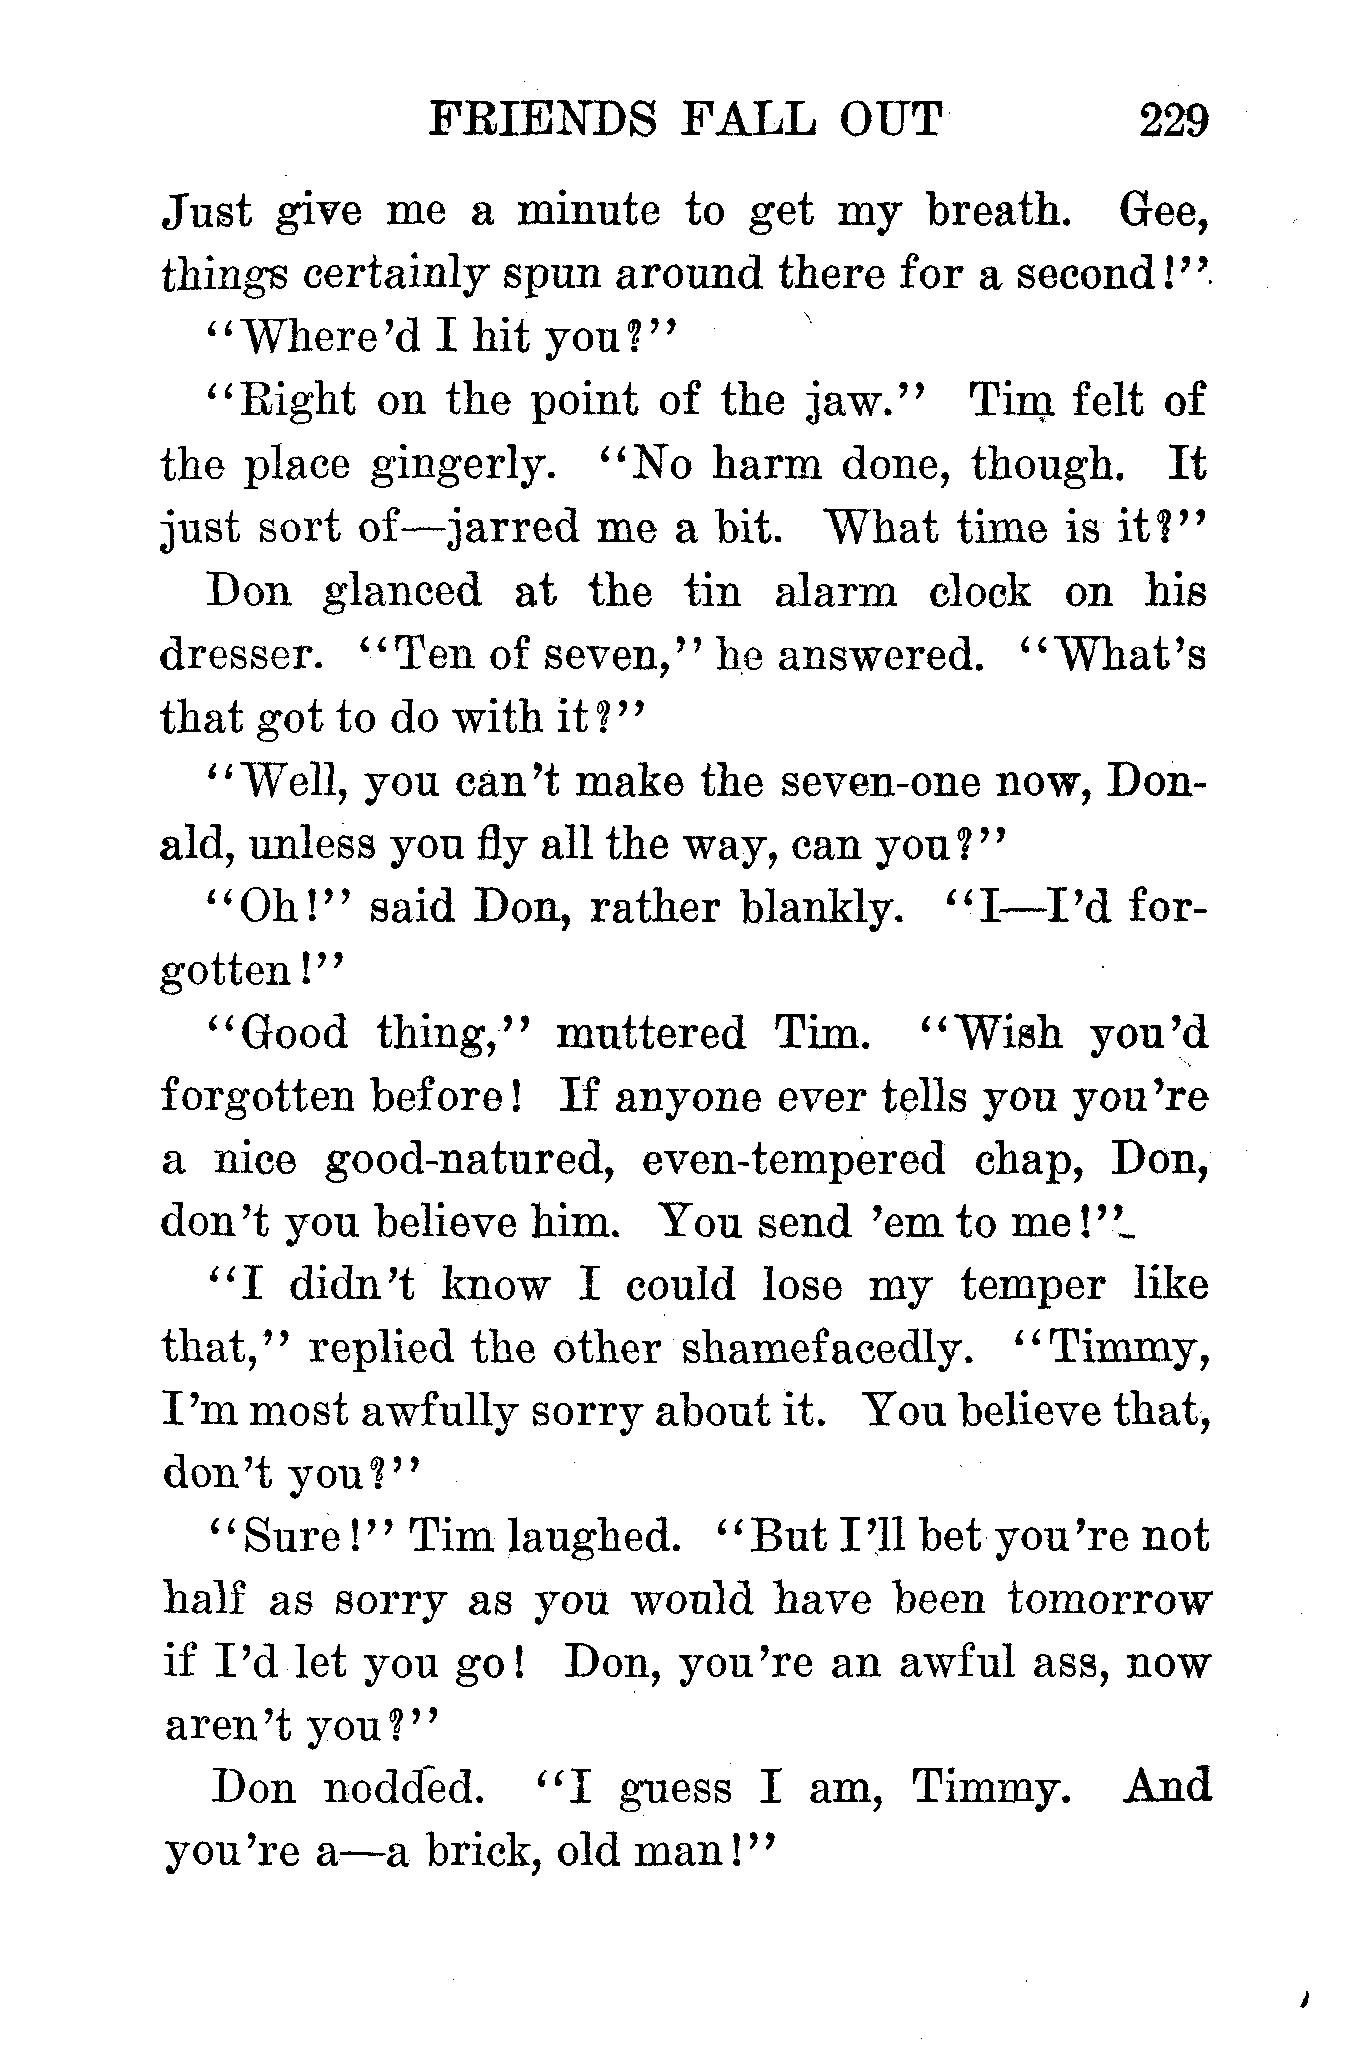 FRIENDS FALL OUT 229
Just give me a minute to get my breath. Gee,
things certainly spun around there for a second!"
"Where'd I hit you?"
"Right on the point of the jaw." Tim felt of
the place gingerly. "No harm done, though. It
just sort of—jarred me a bit. What time is it?"
Don glanced at the tin alarm clock on his
dresser. "Ten of seven," he answered. "What's
that got to do with it?"
"Well, you can't make the seven-one now, Don-
ald, unless you fly all the way, can you?"
"Oh!" said Don, rather blankly. "I—I'd for-
gotten!"
"Good thing," muttered Tim. "Wish you'd
forgotten before! If anyone ever tells you you're
a nice good-natured, even-tempered chap, Don,
don't you believe him. You send 'em to me!"
"I didn't know I could lose my temper like
that," replied the other shamefacedly. "Timmy,
I'm most awfully sorry about it. You believe that,
don't you?"
"Sure!" Tim laughed. "But I'll bet you're not
half as sorry as you would have been tomorrow
if I'd let you go! Don, you're an awful ass, now
aren't you?"
Don nodded. "I guess I am, Timmy. And
you're a—a brick, old man!"